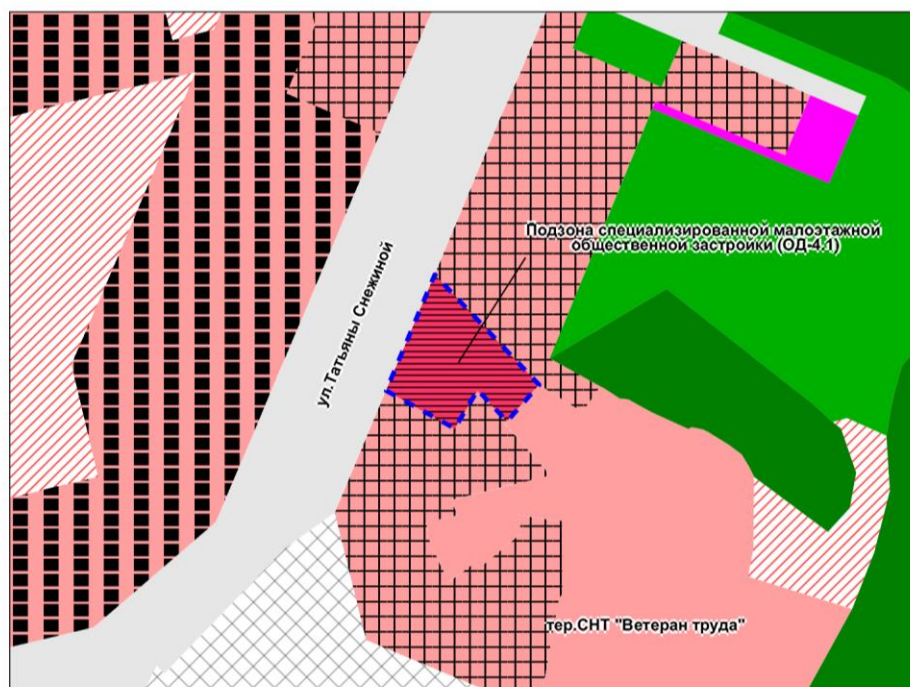 Подзона специализированной малоэтажной
общественной застройки (ОД-4.1)
ул.Татьяны Снежиной
тер.СНТ "Ветеран труда"